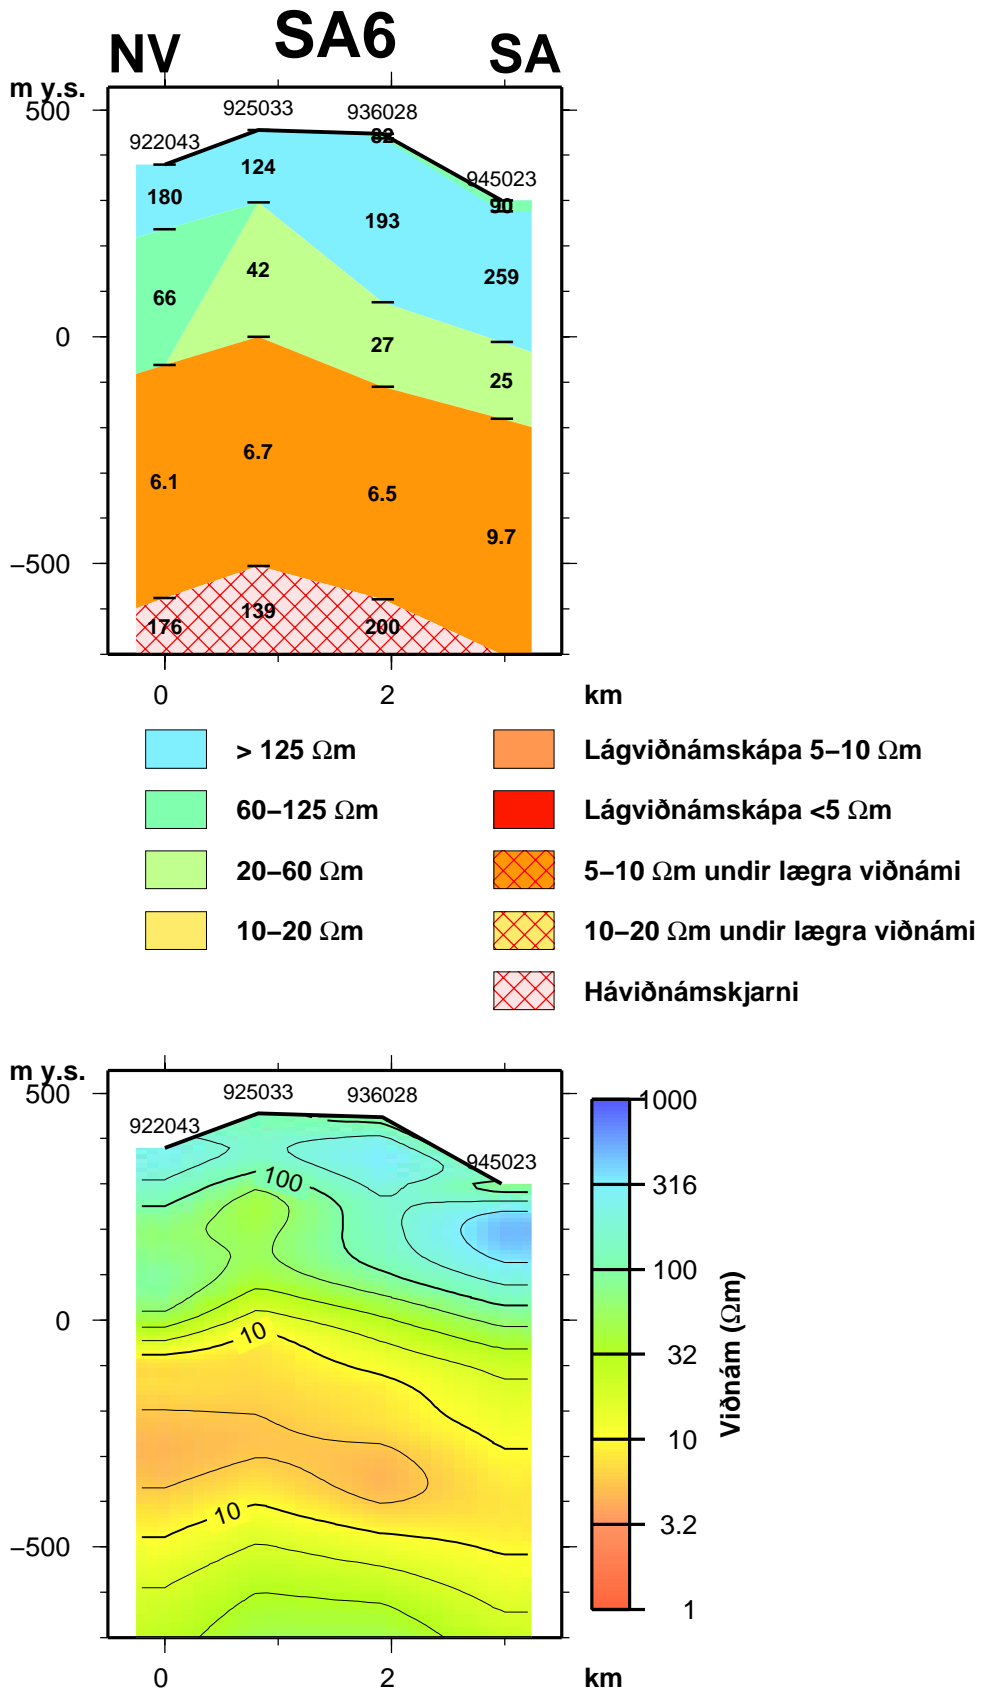 SA6
NV SA
m y.s.
500
0
−500
922043
925033
936028
945023
180
124
82
193
90
259
66
42
27
25
6.1
6.7
6.5
9.7
176
139
200
0 2 km
> 125 Ωm
60−125 Ωm
20−60 Ωm
10−20 Ωm
Lágviðnámskápa 5−10 Ωm
Lágviðnámskápa <5 Ωm
5−10 Ωm undir lægra viðnámi
10−20 Ωm undir lægra viðnámi
Háviðnámskjarni
m y.s.
500
0
−500
922043
925033
936028
945023
100
10
10
0 2 km
1000
316
100
32
10
3.2
1
Viðnám (Ωm)